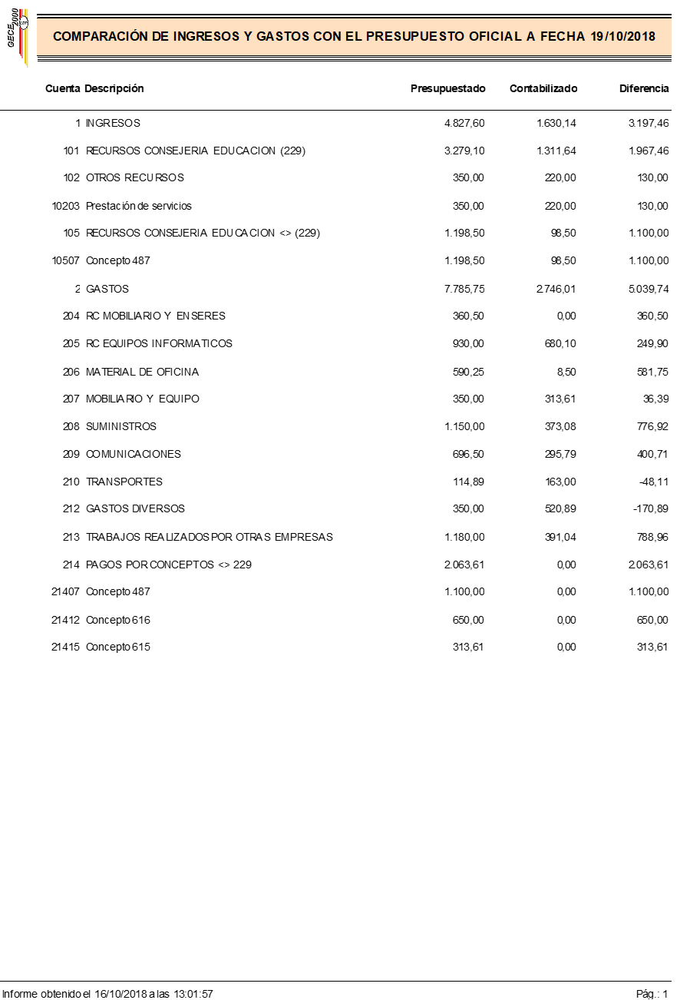 GECE2000
COMPARACIÓN DE INGRESOS Y GASTOS CON EL PRESUPUESTO OFICIAL A FECHA 19/10/2018
Cuenta Descripción Presupuestado Contabilizado Diferencia
1 INGRESOS 4.827,60 1.630,14 3.197,46
101 RECURSOS CONSEJERIA EDUCACION (229) 3.279,10 1.311,64 1.967,46
102 OTROS RECURSOS 350,00 220,00 130,00
10203 Prestación de servicios 350,00 220,00 130,00
105 RECURSOS CONSEJERIA EDUCACION <> (229) 1.198,50 98,50 1.100,00
10507 Concepto 487 1.198,50 98,50 1.100,00
2 GASTOS 7.785,75 2.746,01 5.039,74
204 RC MOBILIARIO Y ENSERES 360,50 0,00 360,50
205 RC EQUIPOS INFORMATICOS 930,00 680,10 249,90
206 MATERIAL DE OFICINA 590,25 8,50 581,75
207 MOBILIARIO Y EQUIPO 350,00 313,61 36,39
208 SUMINISTROS 1.150,00 373,08 776,92
209 COMUNICACIONES 696,50 295,79 400,71
210 TRANSPORTES 114,89 163,00 -48,11
212 GASTOS DIVERSOS 350,00 520,89 -170,89
213 TRABAJOS REALIZADOS POR OTRAS EMPRESAS 1.180,00 391,04 788,96
214 PAGOS POR CONCEPTOS <> 229 2.063,61 0,00 2.063,61
21407 Concepto 487 1.100,00 0,00 1.100,00
21412 Concepto 616 650,00 0,00 650,00
21415 Concepto 615 313,61 0,00 313,61
Informe obtenido el 16/10/2018 a las 13:01:57 Pág.: 1